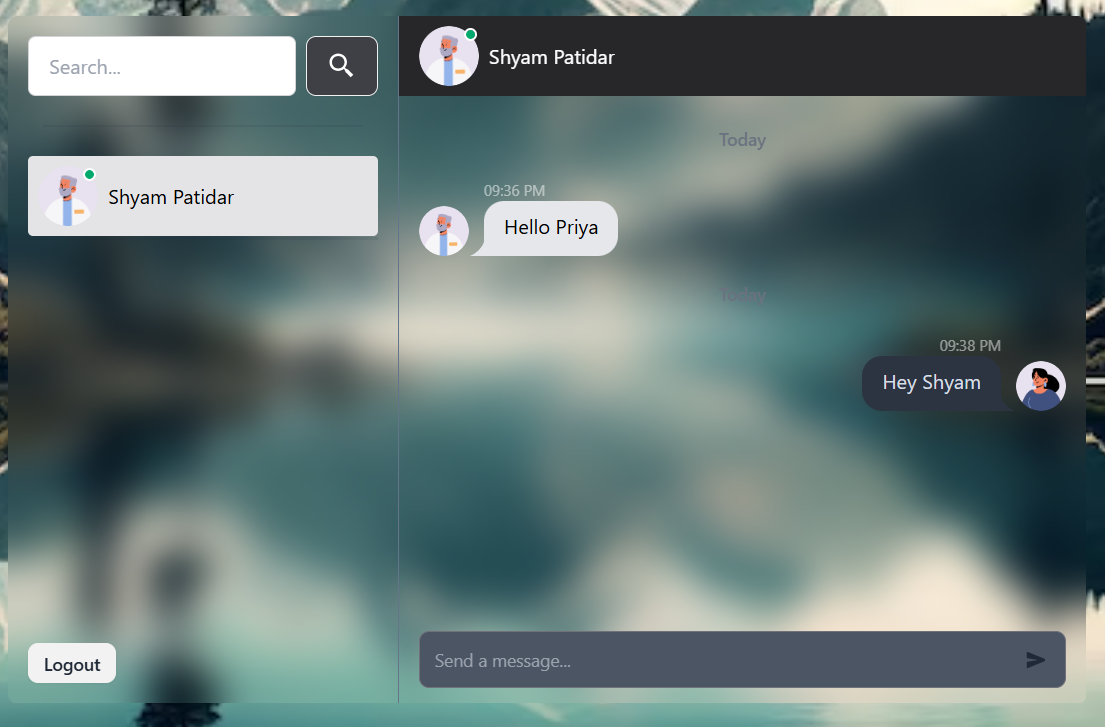 Search...
Shyam Patidar
Logout
Shyam Patidar
Today
09:36 PM
Hello Priya
Today
09:38 PM
Hey Shyam
Send a message...